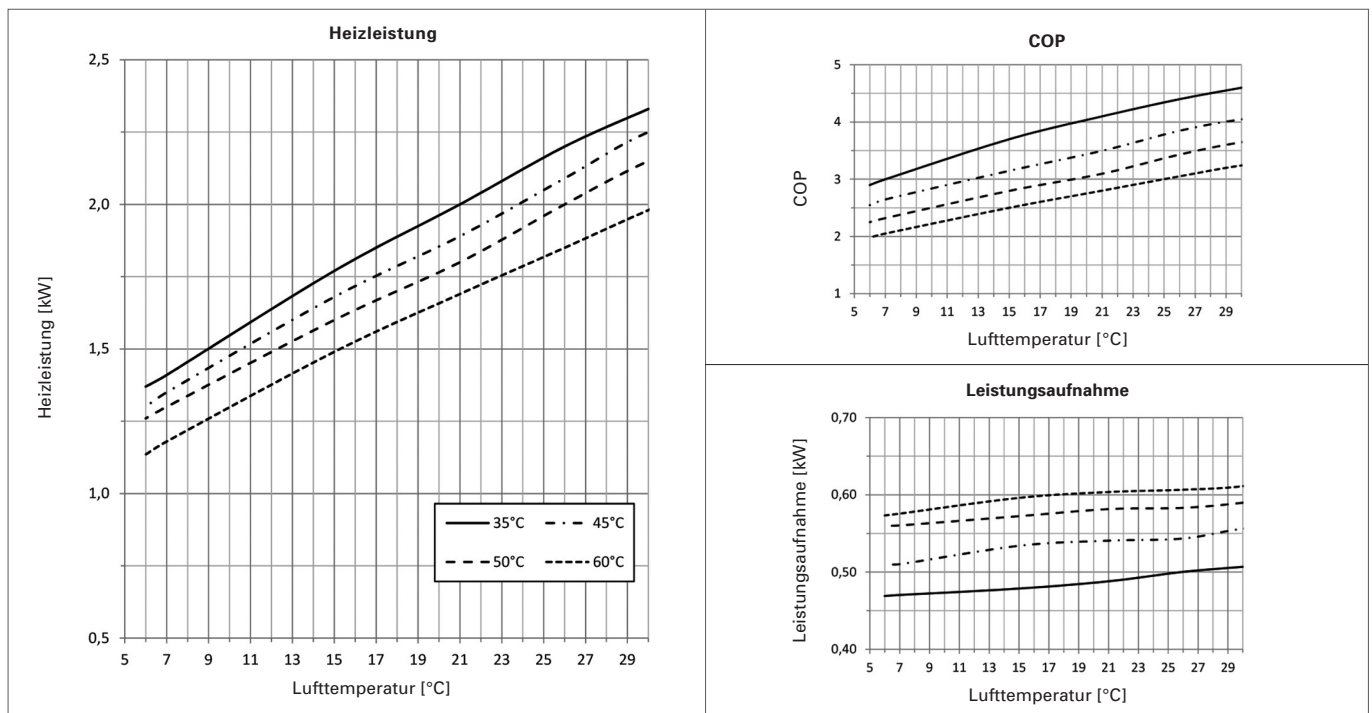 Heizleistung
2,5
2,0
1,5
1,0
0,5
Heizleistung [kW]
35°C 45°C
50°C 60°C
5 7 9 11 13 15 17 19 21 23 25 27 29
Lufttemperatur [°C]
COP
5
4
3
2
1
COP
5 7 9 11 13 15 17 19 21 23 25 27 29
Lufttemperatur [°C]
Leistungsaufnahme
0,70
0,60
0,50
0,40
Leistungsaufnahme [kW]
5 7 9 11 13 15 17 19 21 23 25 27 29
Lufttemperatur [°C]